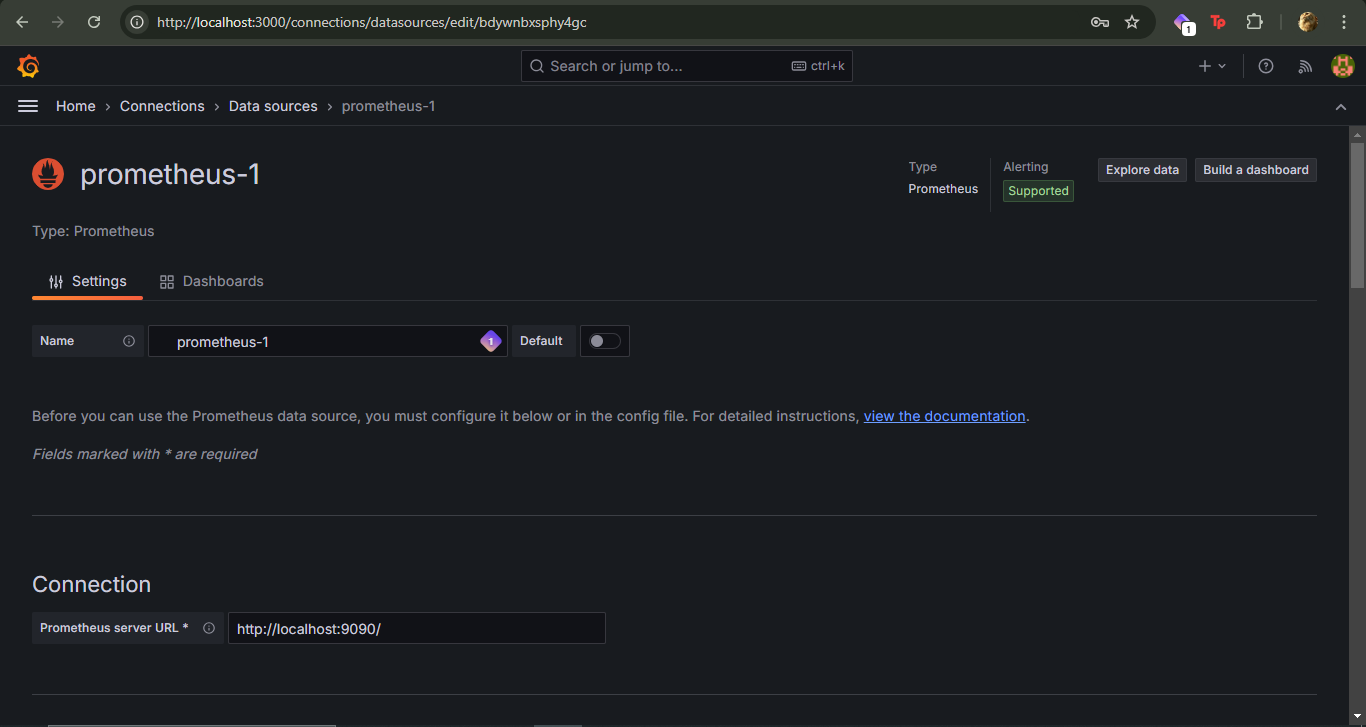 http://localhost:3000/connections/datasources/edit/bdywnbxsphy4gc
1
Tp
Search or jump to...
ctrl+k
Home › Connections › Data sources › prometheus-1
prometheus-1
Type
Prometheus
Alerting
Supported
Explore data
Build a dashboard
Type: Prometheus
Settings
Dashboards
Name
prometheus-1
1
Default
Before you can use the Prometheus data source, you must configure it below or in the config file. For detailed instructions, view the documentation.
Fields marked with * are required
Connection
Prometheus server URL *
http://localhost:9090/